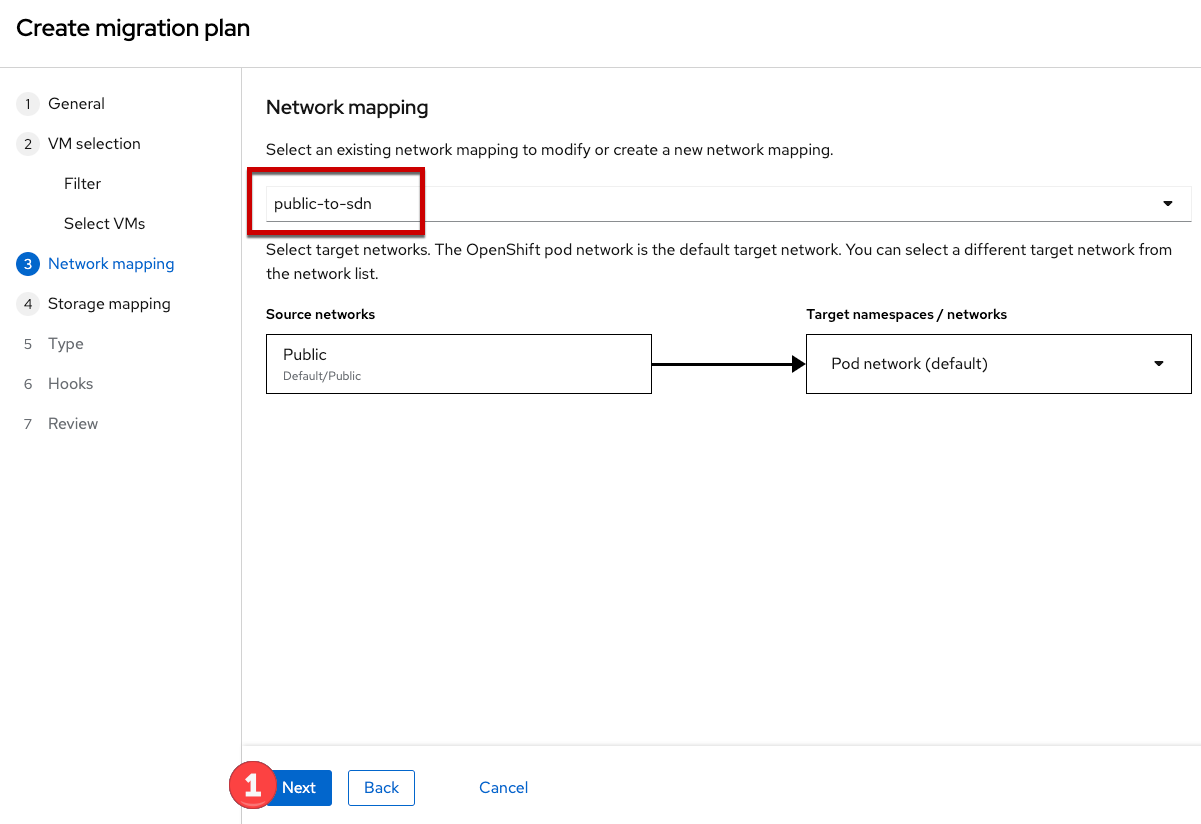 Create migration plan
1 General
2 VM selection
Filter
Select VMs
3 Network mapping
4 Storage mapping
5 Type
6 Hooks
7 Review
Network mapping
Select an existing network mapping to modify or create a new network mapping.
public-to-sdn
Select target networks. The OpenShift pod network is the default target network. You can select a different target network from
the network list.
Source networks
Target namespaces / networks
Public
Default/Public
Pod network (default)
1 Next
Back
Cancel